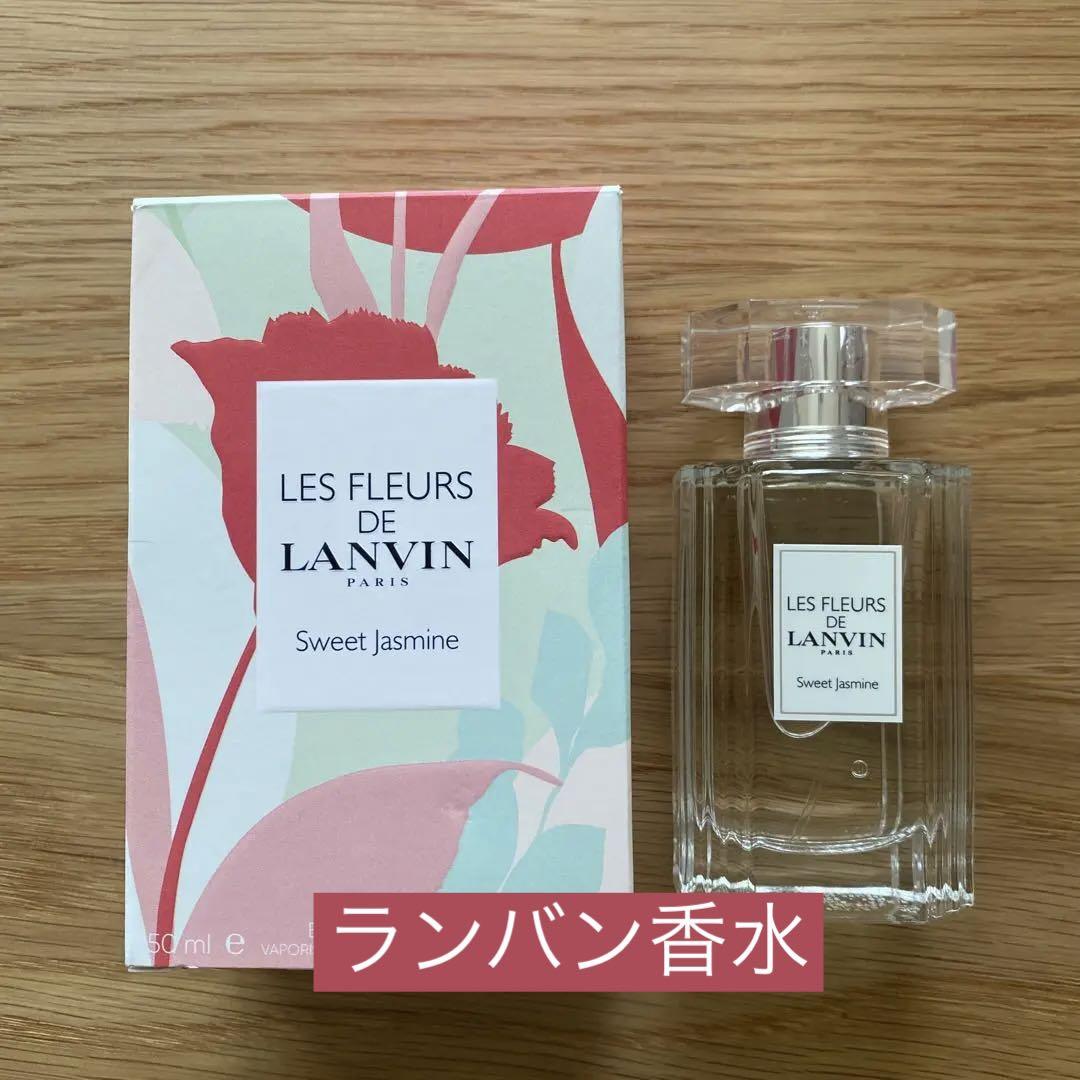 LES FLEURS
DE
LANVIN
PARIS
Sweet Jasmine
LES FLEURS
DE
LANVIN
PARIS
Sweet Jasmine
50 ml e
ランバン香水